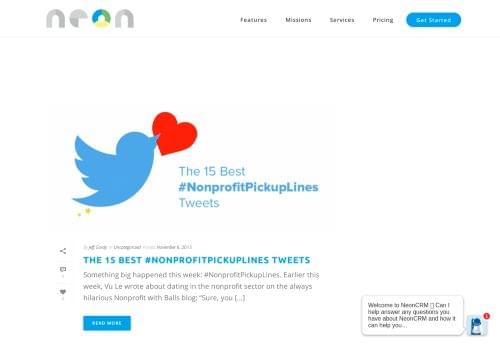 neon
Features
Missions
Services
Pricing
Get Started
The 15 Best
#NonprofitPickupLines
Tweets
By Jeff Gordy In Uncategorized Posted November 6, 2015
THE 15 BEST #NONPROFITPICKUPLINES TWEETS
Something big happened this week: #NonprofitPickupLines. Earlier this
week, Vu Le wrote about dating in the nonprofit sector on the always
hilarious Nonprofit with Balls blog: “Sure, you [...]
READ MORE
Welcome to NeonCRM Can I
help answer any questions you
have about NeonCRM and how it
can help you...
1